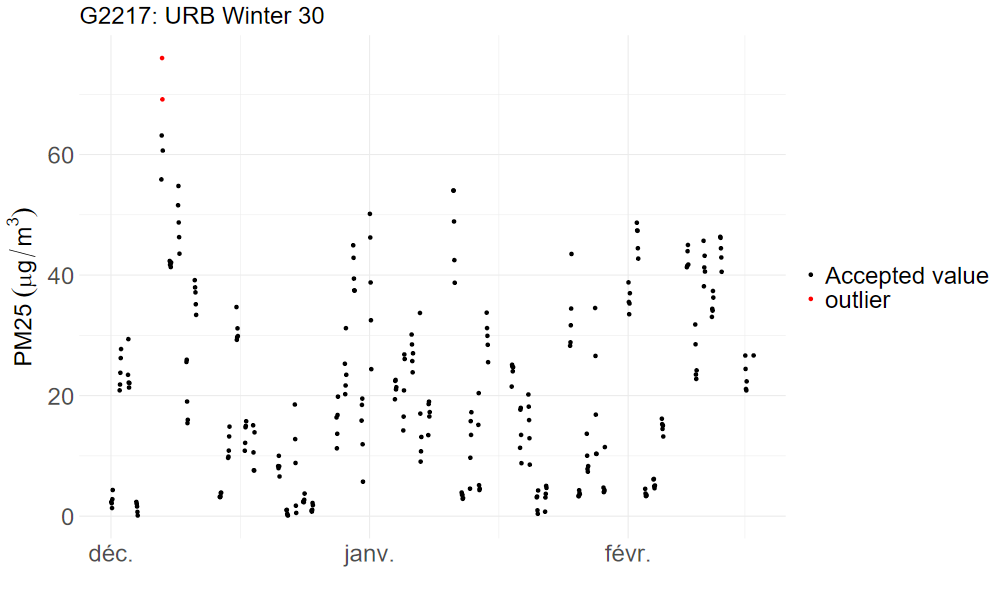 G2217: URB Winter 30
PM25 (μg/m³)
60
40
20
0
déc.
janv.
févr.
Accepted value
outlier